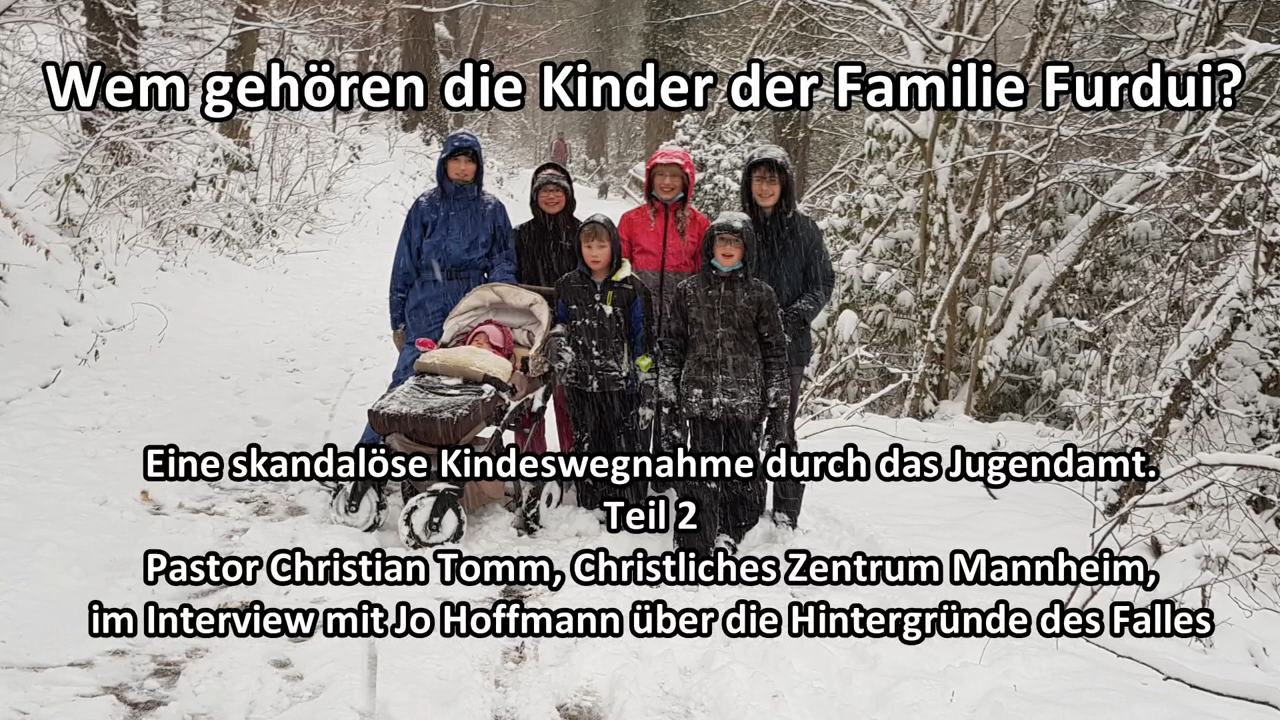 Wem gehören die Kinder der Familie Furdui?
Eine skandalöse Kindeswegnahme durch das Jugendamt.
Teil 2
Pastor Christian Tomm, Christliches Zentrum Mannheim,
im Interview mit Jo Hoffmann über die Hintergründe des Falles